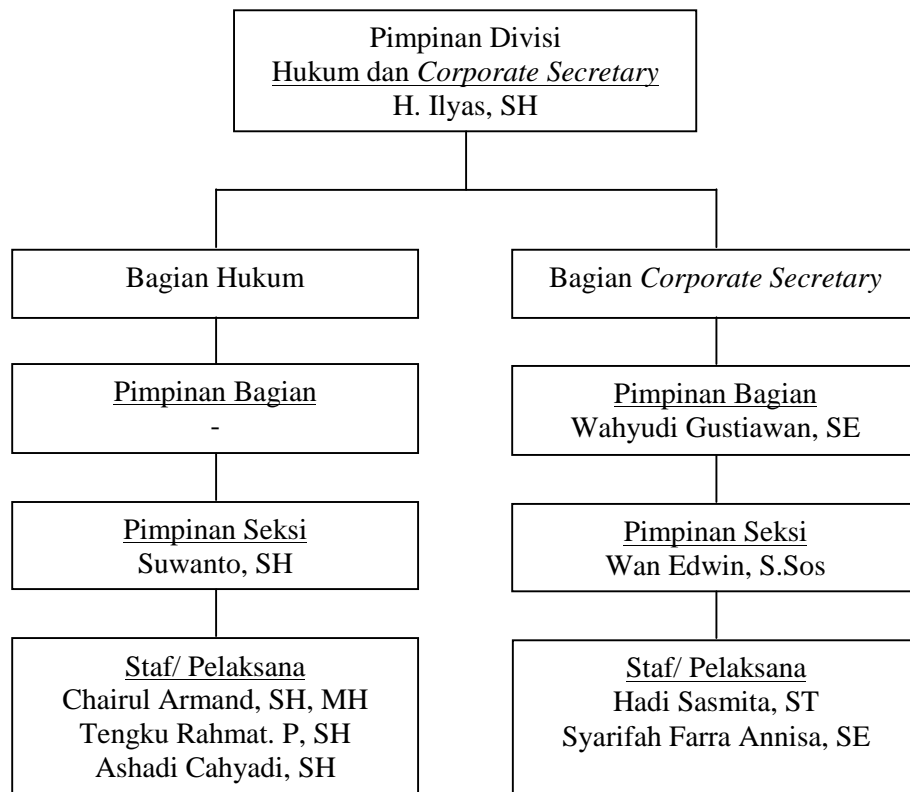 Pimpinan Divisi
Hukum dan Corporate Secretary
H. Ilyas, SH
Bagian Hukum
Pimpinan Bagian
-
Pimpinan Seksi
Suwanto, SH
Staf/ Pelaksana
Chairul Armand, SH, MH
Tengku Rahmat. P, SH
Ashadi Cahyadi, SH
Bagian Corporate Secretary
Pimpinan Bagian
Wahyudi Gustiawan, SE
Pimpinan Seksi
Wan Edwin, S.Sos
Staf/ Pelaksana
Hadi Sasmita, ST
Syarifah Farra Annisa, SE